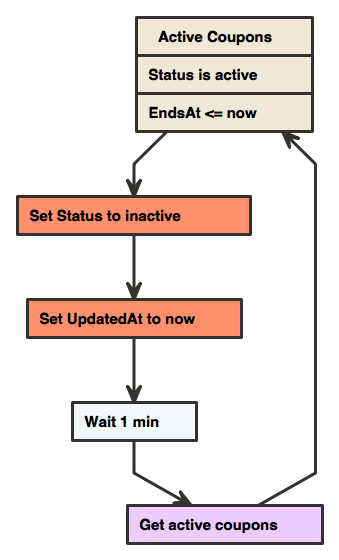 Active Coupons
Status is active
EndsAt <= now
Set Status to inactive
Set UpdatedAt to now
Wait 1 min
Get active coupons